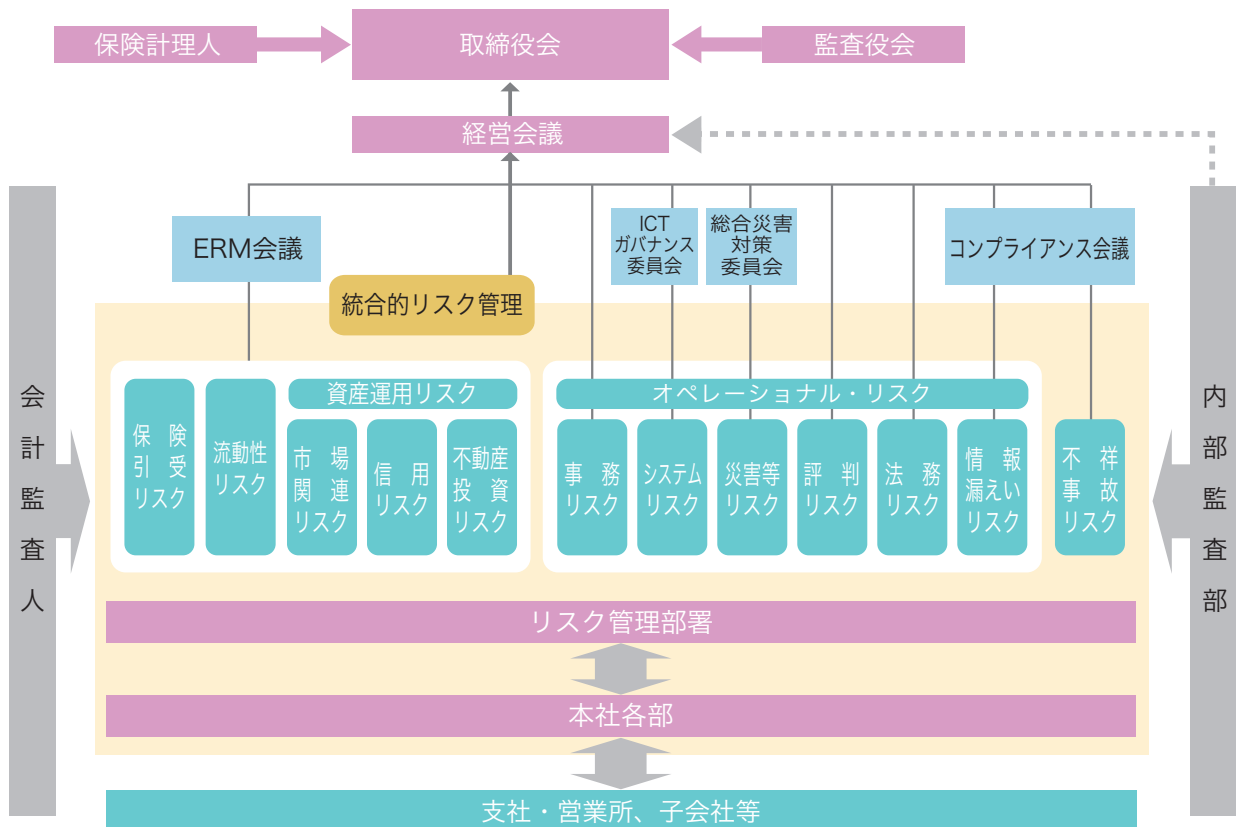 保険計理人
取締役会
監査役会
経営会議
ERM会議
ICT
ガバナンス
委員会
総合災害
対策
委員会
コンプライアンス会議
統合的リスク管理
会計監査人
内部監査部
資産運用リスク
オペレーショナル・リスク
保険
引受
リスク
流動性
リスク
市場
関連
リスク
信用
リスク
不動産
投資
リスク
事務
リスク
システム
リスク
災害等
リスク
評判
リスク
法務
リスク
情報
漏えい
リスク
不祥
事故
リスク
リスク管理部署
本社各部
支社・営業所、子会社等